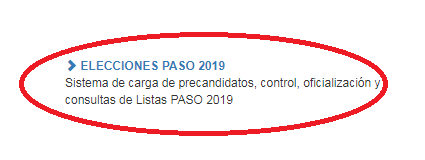 ELECCIONES PASO 2019
Sistema de carga de precandidatos, control, oficialización y
consultas de Listas PASO 2019